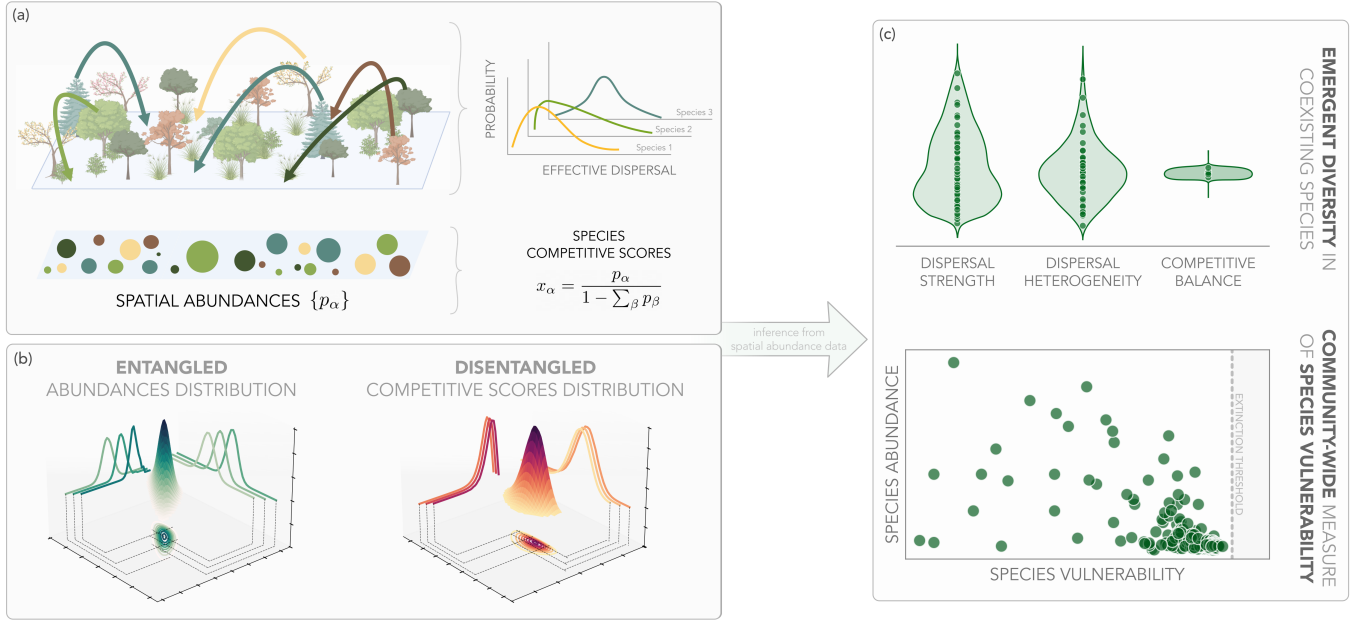 (a)
PROBABILITY
Species 3
Species 2
Species 1
EFFECTIVE DISPERSAL
SPATIAL ABUNDANCES {p_α}
SPECIES
COMPETITIVE SCORES
x_α = p_α / (1 − ∑_β p_β)
(b)
ENTANGLED
ABUNDANCES DISTRIBUTION
DISENTANGLED
COMPETITIVE SCORES DISTRIBUTION
inference from
spatial abundance data
(c)
EMERGENT DIVERSITY IN
COEXISTING SPECIES
DISPERSAL
STRENGTH
DISPERSAL
HETEROGENEITY
COMPETITIVE
BALANCE
COMMUNITY-WIDE MEASURE
OF SPECIES VULNERABILITY
SPECIES ABUNDANCE
EXTINCTION THRESHOLD
SPECIES VULNERABILITY